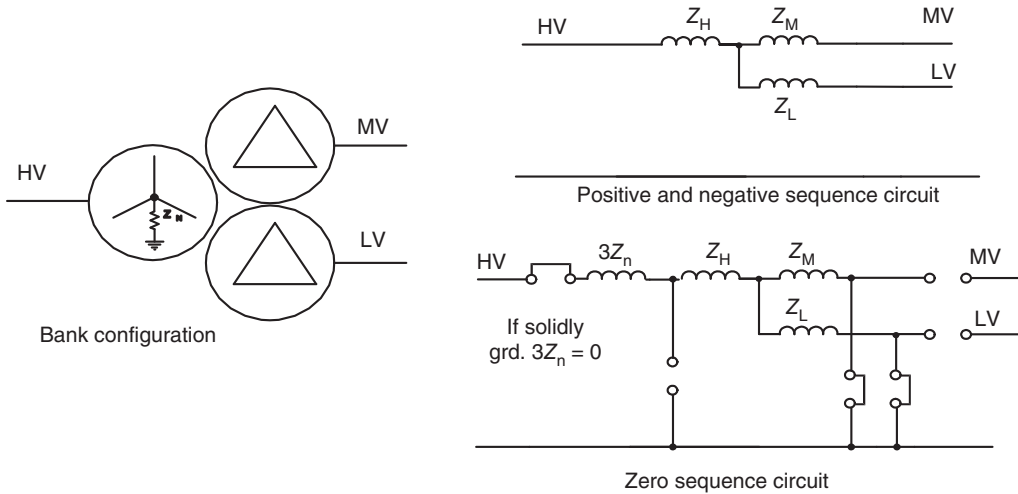 HV
MV
LV
Z N
Bank configuration
HV
Z_H
Z_M
MV
LV
Z_L
Positive and negative sequence circuit
HV
3Z_n
Z_H
Z_M
MV
Z_L
LV
If solidly
grd. 3Z_n = 0
Zero sequence circuit